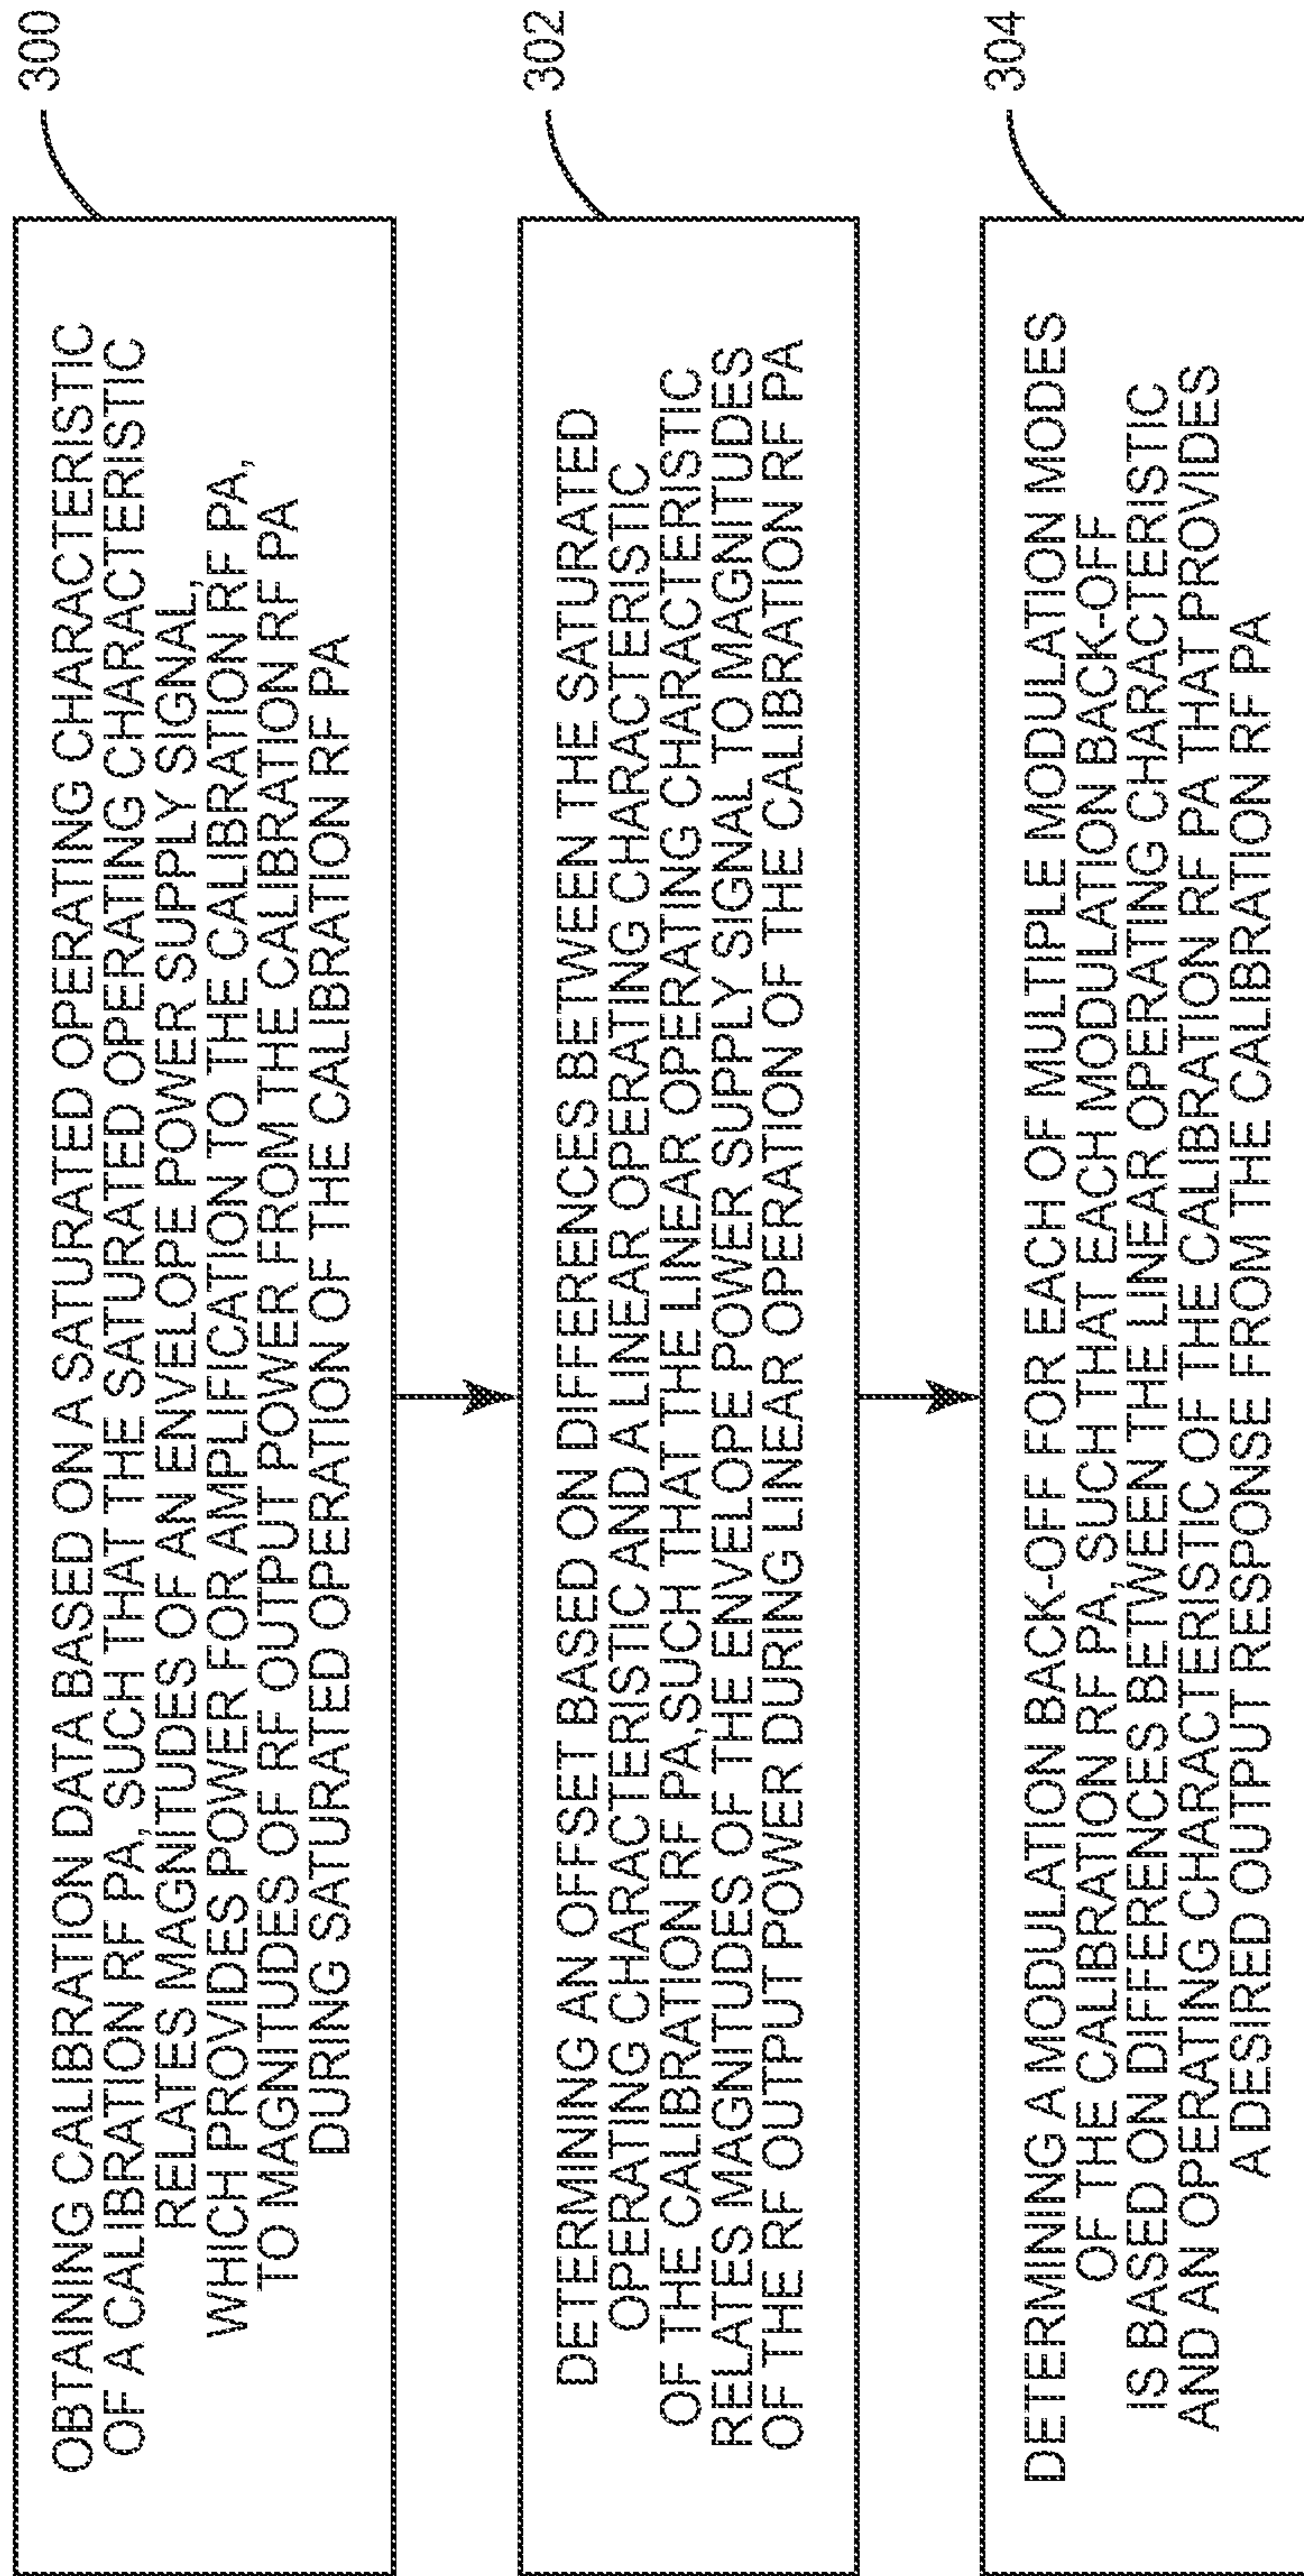 300
OBTAINING CALIBRATION DATA BASED ON A SATURATED OPERATING CHARACTERISTIC
OF A CALIBRATION RF PA, SUCH THAT THE SATURATED OPERATING CHARACTERISTIC
RELATES MAGNITUDES OF AN ENVELOPE POWER SUPPLY SIGNAL,
WHICH PROVIDES POWER FOR AMPLIFICATION TO THE CALIBRATION RF PA,
TO MAGNITUDES OF RF OUTPUT POWER FROM THE CALIBRATION RF PA
DURING SATURATED OPERATION OF THE CALIBRATION RF PA
302
DETERMINING AN OFFSET BASED ON DIFFERENCES BETWEEN THE SATURATED
OPERATING CHARACTERISTIC AND A LINEAR OPERATING CHARACTERISTIC
OF THE CALIBRATION RF PA,SUCH THAT THE LINEAR OPERATING CHARACTERISTIC
RELATES MAGNITUDES OF THE ENVELOPE POWER SUPPLY SIGNAL TO MAGNITUDES
OF THE RF OUTPUT POWER DURING LINEAR OPERATION OF THE CALIBRATION RF PA
304
DETERMINING A MODULATION BACK-OFF FOR EACH OF MULTIPLE MODULATION MODES
OF THE CALIBRATION RF PA, SUCH THAT EACH MODULATION BACK-OFF
IS BASED ON DIFFERENCES BETWEEN THE LINEAR OPERATING CHARACTERISTIC
AND AN OPERATING CHARACTERISTIC OF THE CALIBRATION RF PA THAT PROVIDES
A DESIRED OUTPUT RESPONSE FROM THE CALIBRATION RF PA